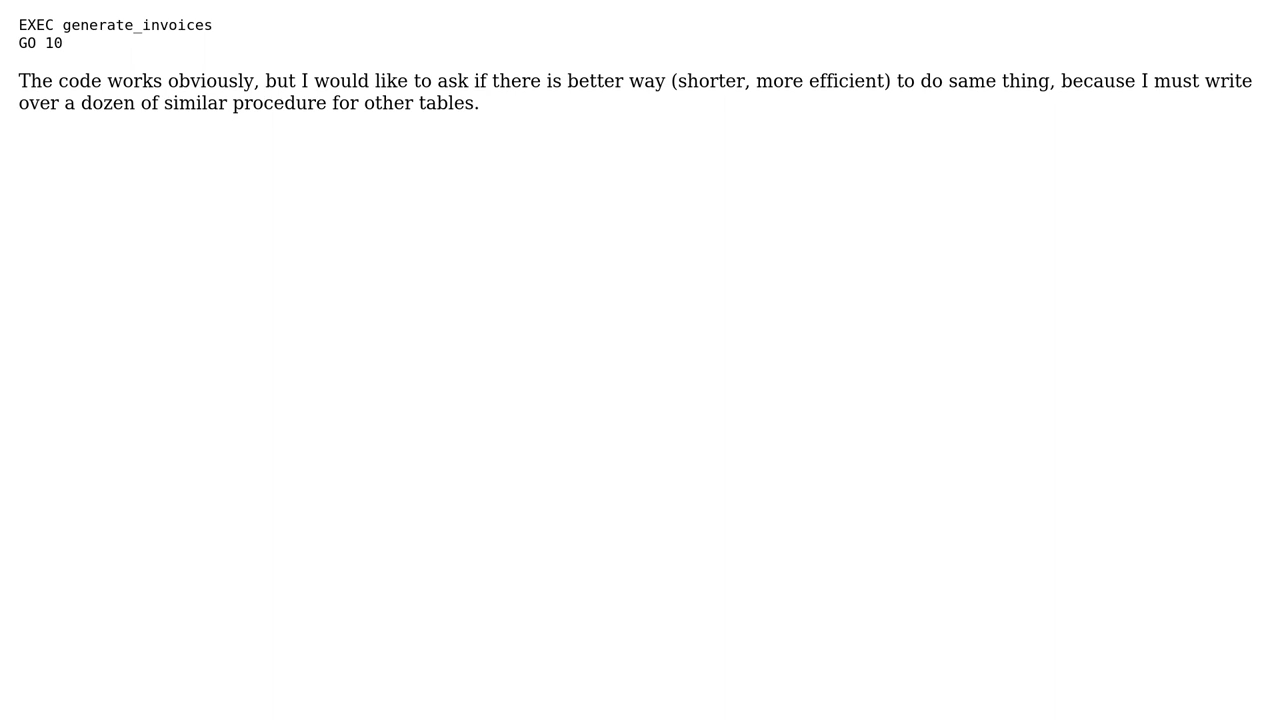 EXEC generate_invoices
GO 10
The code works obviously, but I would like to ask if there is better way (shorter, more efficient) to do same thing, because I must write
over a dozen of similar procedure for other tables.